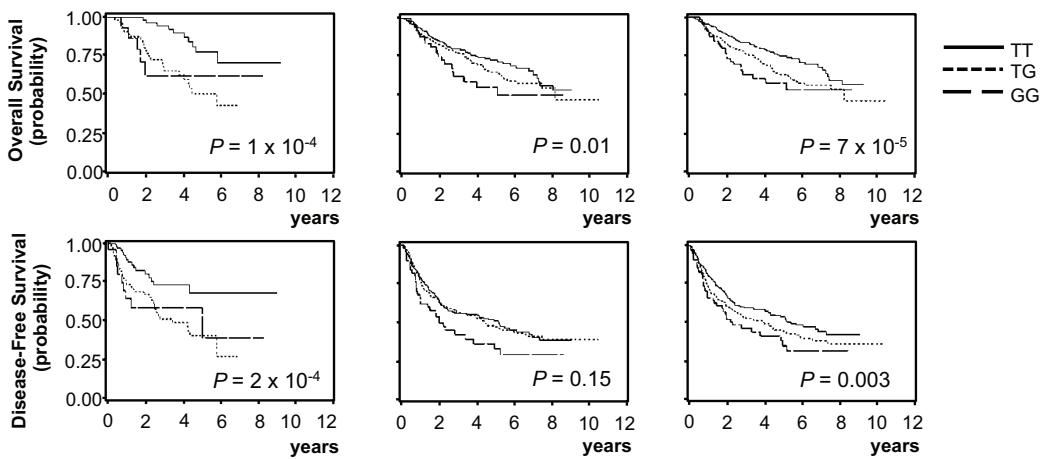 Overall Survival
(probability)
1.00
0.75
0.50
0.25
0.00
P = 1 x 10-4
0 2 4 6 8 10 12
years
P = 0.01
0 2 4 6 8 10 12
years
P = 7 x 10-5
0 2 4 6 8 10 12
years
TT
TG
GG
Disease-Free Survival
(probability)
1.00
0.75
0.50
0.25
0.00
P = 2 x 10-4
0 2 4 6 8 10 12
years
P = 0.15
0 2 4 6 8 10 12
years
P = 0.003
0 2 4 6 8 10 12
years